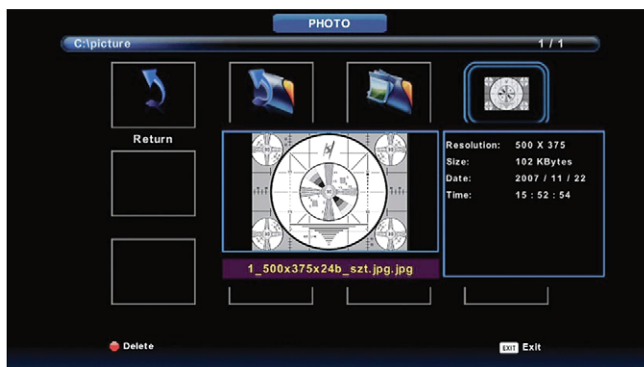 PHOTO
C:\picture
1 / 1
Return
Resolution: 500 X 375
Size: 102 KBytes
Date: 2007 / 11 / 22
Time: 15 : 52 : 54
1_500x375x24b_szt.jpg.jpg
Delete
EXIT Exit